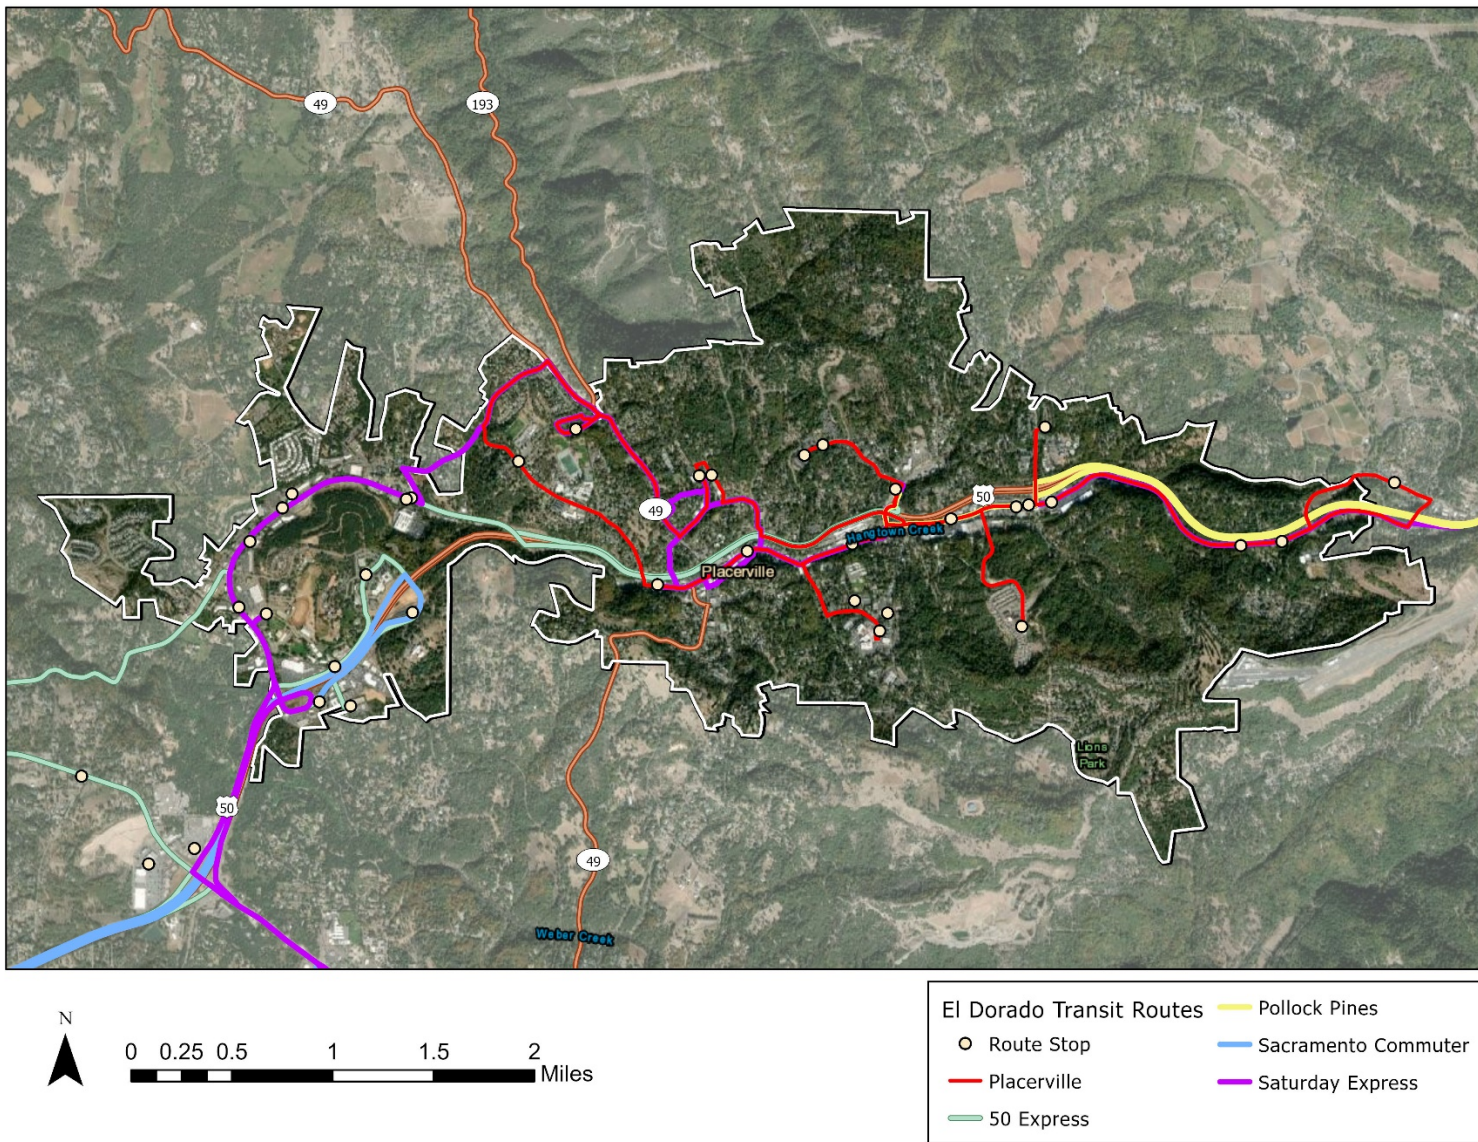 49
193
49
50
Hangtown Creek
Placerville
Lions
Park
50
49
Weber Creek
N
0 0.25 0.5 1 1.5 2
Miles
El Dorado Transit Routes
Route Stop
Placerville
50 Express
Pollock Pines
Sacramento Commuter
Saturday Express